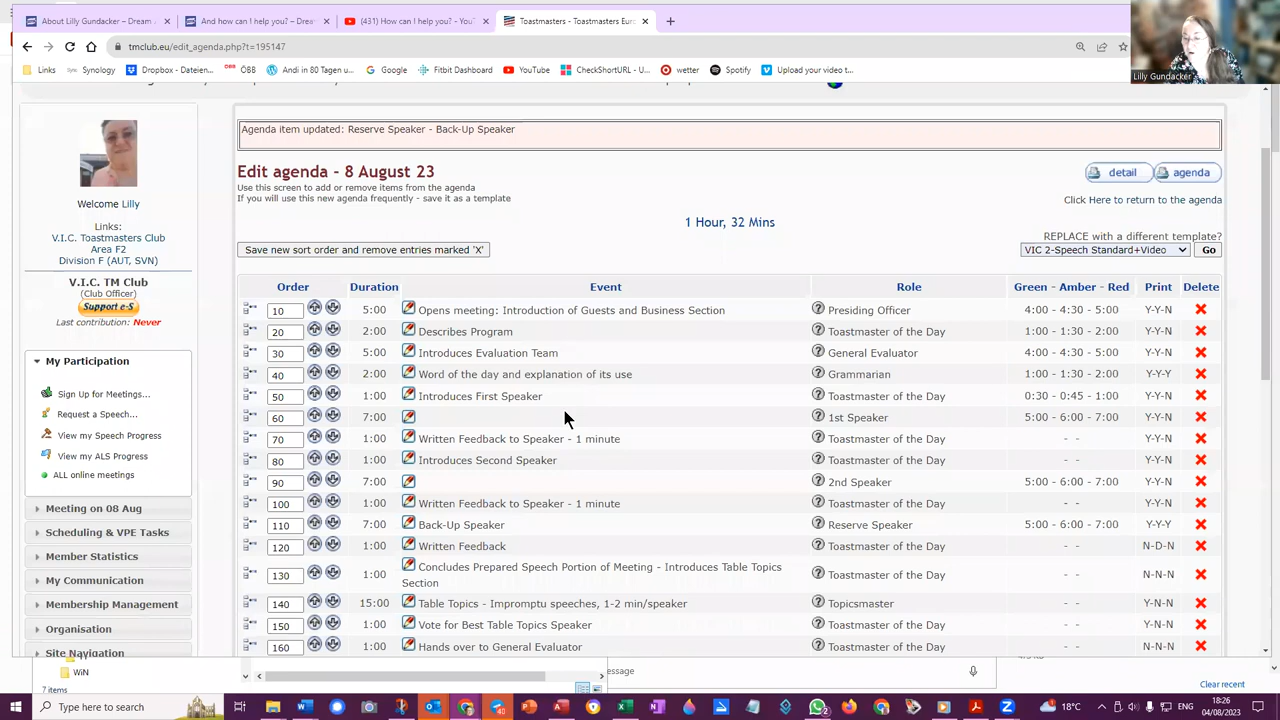 About Lilly Gundacker – Dream
And how can I help you? – Drea
(431) How can I help you? - You
Toastmasters - Toastmasters Eur
tmclub.eu/edit_agenda.php?t=195147
Lilly Gundacker
Links
Synology
Dropbox - Dateien...
ÖBB
Andi in 80 Tagen u...
Google
Fitbit Dashboard
YouTube
CheckShortURL - U...
wetter
Spotify
Upload your video t...
Welcome Lilly
Links:
V.I.C. Toastmasters Club
Area F2
Division F (AUT, SVN)
V.I.C. TM Club
(Club Officer)
Support e-S
Last contribution: Never
My Participation
Sign Up for Meetings...
Request a Speech...
View my Speech Progress
View my ALS Progress
ALL online meetings
Meeting on 08 Aug
Scheduling & VPE Tasks
Member Statistics
My Communication
Membership Management
Organisation
Site Navigation
Agenda item updated: Reserve Speaker - Back-Up Speaker
Edit agenda - 8 August 23
Use this screen to add or remove items from the agenda
If you will use this new agenda frequently - save it as a template
detail
agenda
Click Here to return to the agenda
1 Hour, 32 Mins
REPLACE with a different template?
Save new sort order and remove entries marked 'X'
VIC 2-Speech Standard+Video
Go
Order Duration Event Role Green - Amber - Red Print Delete
10 5:00 Opens meeting: Introduction of Guests and Business Section Presiding Officer 4:00 - 4:30 - 5:00 Y-Y-N
20 2:00 Describes Program Toastmaster of the Day 1:00 - 1:30 - 2:00 Y-Y-N
30 5:00 Introduces Evaluation Team General Evaluator 4:00 - 4:30 - 5:00 Y-Y-N
40 2:00 Word of the day and explanation of its use Grammarian 1:00 - 1:30 - 2:00 Y-Y-Y
50 1:00 Introduces First Speaker Toastmaster of the Day 0:30 - 0:45 - 1:00 Y-Y-N
60 7:00 1st Speaker 5:00 - 6:00 - 7:00 Y-Y-Y
70 1:00 Written Feedback to Speaker - 1 minute Toastmaster of the Day - - Y-Y-N
80 1:00 Introduces Second Speaker Toastmaster of the Day - - Y-Y-N
90 7:00 2nd Speaker 5:00 - 6:00 - 7:00 Y-Y-N
100 1:00 Written Feedback to Speaker - 1 minute Toastmaster of the Day - - Y-Y-N
110 7:00 Back-Up Speaker Reserve Speaker 5:00 - 6:00 - 7:00 Y-Y-Y
120 1:00 Written Feedback Toastmaster of the Day - - N-D-N
130 1:00 Concludes Prepared Speech Portion of Meeting - Introduces Table Topics Section Toastmaster of the Day - - N-N-N
140 15:00 Table Topics - Impromptu speeches, 1-2 min/speaker Topicsmaster - - Y-N-N
150 1:00 Vote for Best Table Topics Speaker Toastmaster of the Day - - Y-N-N
160 1:00 Hands over to General Evaluator Toastmaster of the Day - - N-N-N
WiN
7 items
essage
Clear recent
Type here to search
18°C
18:26
04/08/2023